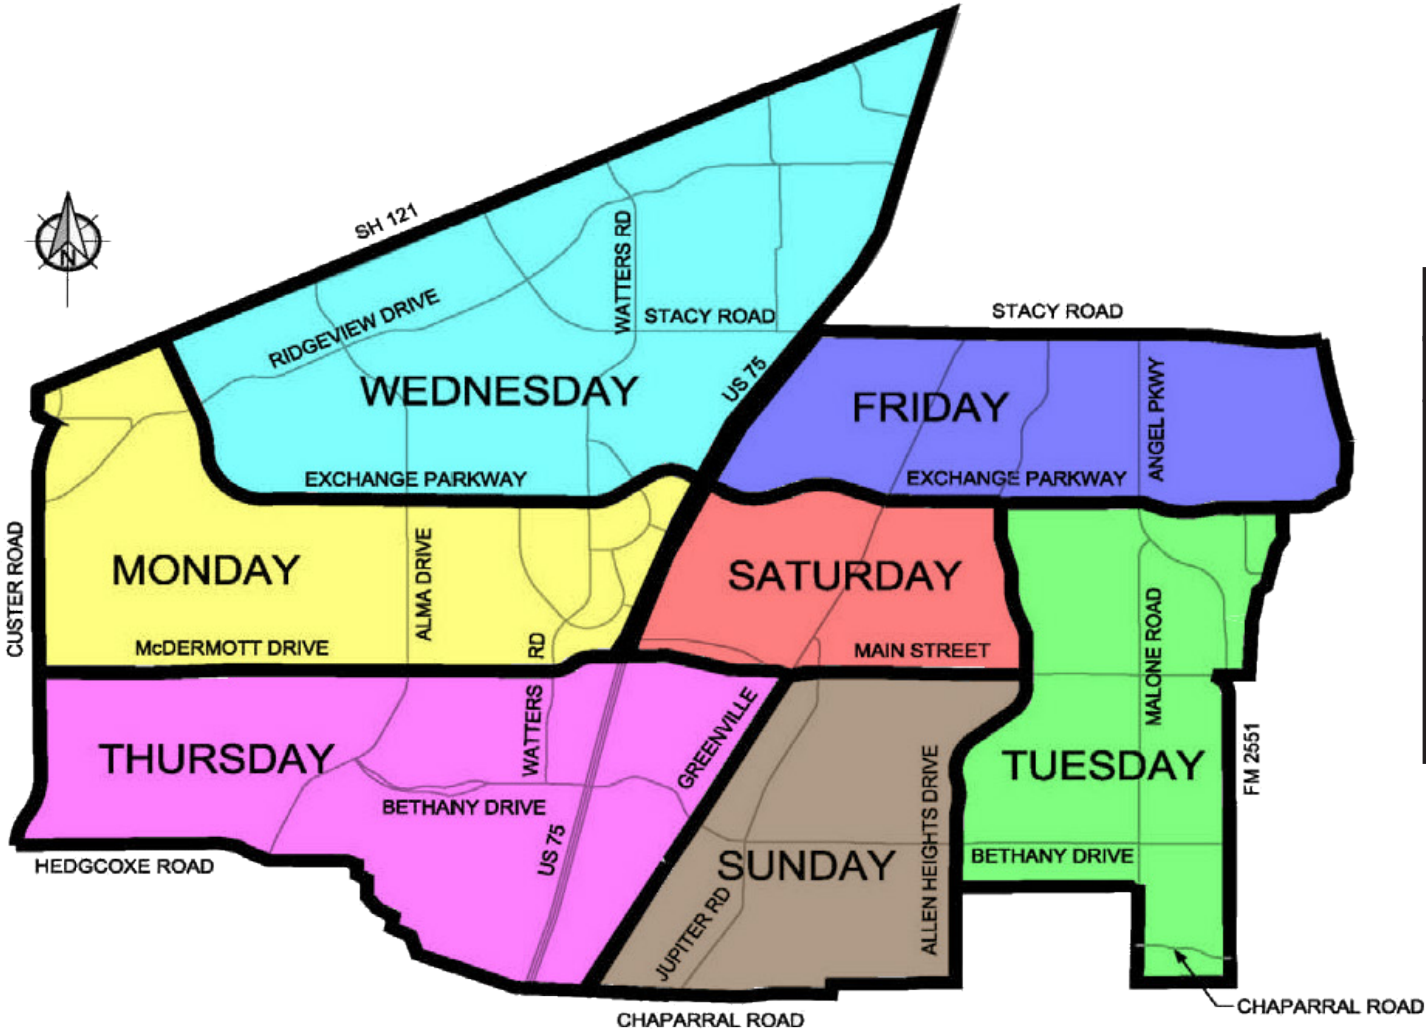 SH 121
N
WATTERS RD
RIDGEVIEW DRIVE
STACY ROAD
STACY ROAD
WEDNESDAY
US 75
FRIDAY
ANGEL PKWY
EXCHANGE PARKWAY
EXCHANGE PARKWAY
CUSTER ROAD
MONDAY
ALMA DRIVE
SATURDAY
McDERMOTT DRIVE
RD
MAIN STREET
MALONE ROAD
WATTERS
GREENVILLE
THURSDAY
TUESDAY
FM 2551
BETHANY DRIVE
US 75
HEDGCOXE ROAD
SUNDAY
ALLEN HEIGHTS DRIVE
BETHANY DRIVE
JUPITER RD
CHAPARRAL ROAD
CHAPARRAL ROAD